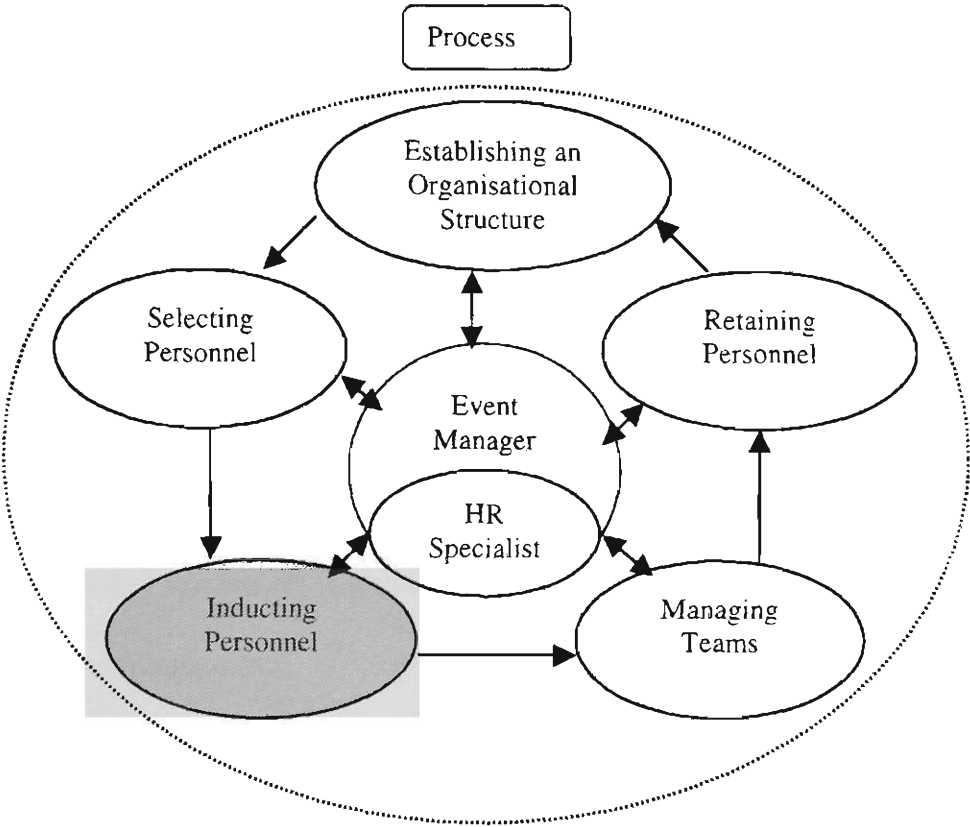 Process
Establishing an
Organisational
Structure
Selecting
Personnel
Retaining
Personnel
Event
Manager
HR
Specialist
Inducting
Personnel
Managing
Teams